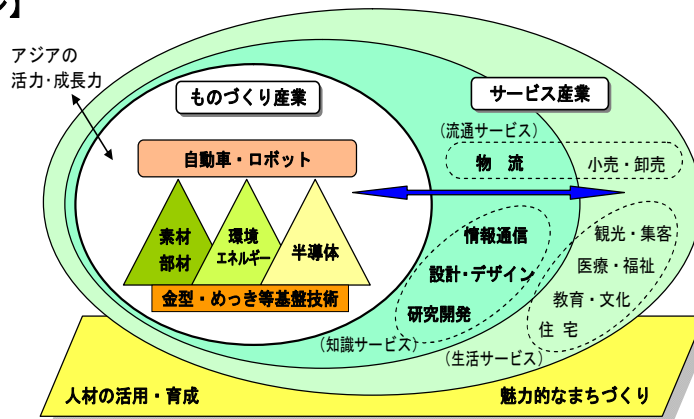 ン】
アジアの
活力・成長力
ものづくり産業
サービス産業
(流通サービス)
自動車・ロボット
物 流
小売・卸売
素材
部材
環境
エネルギー
半導体
金型・めっき等基盤技術
情報通信
設計・デザイン
研究開発
(知識サービス)
観光・集客
医療・福祉
教育・文化
住 宅
(生活サービス)
人材の活用・育成
魅力的なまちづくり